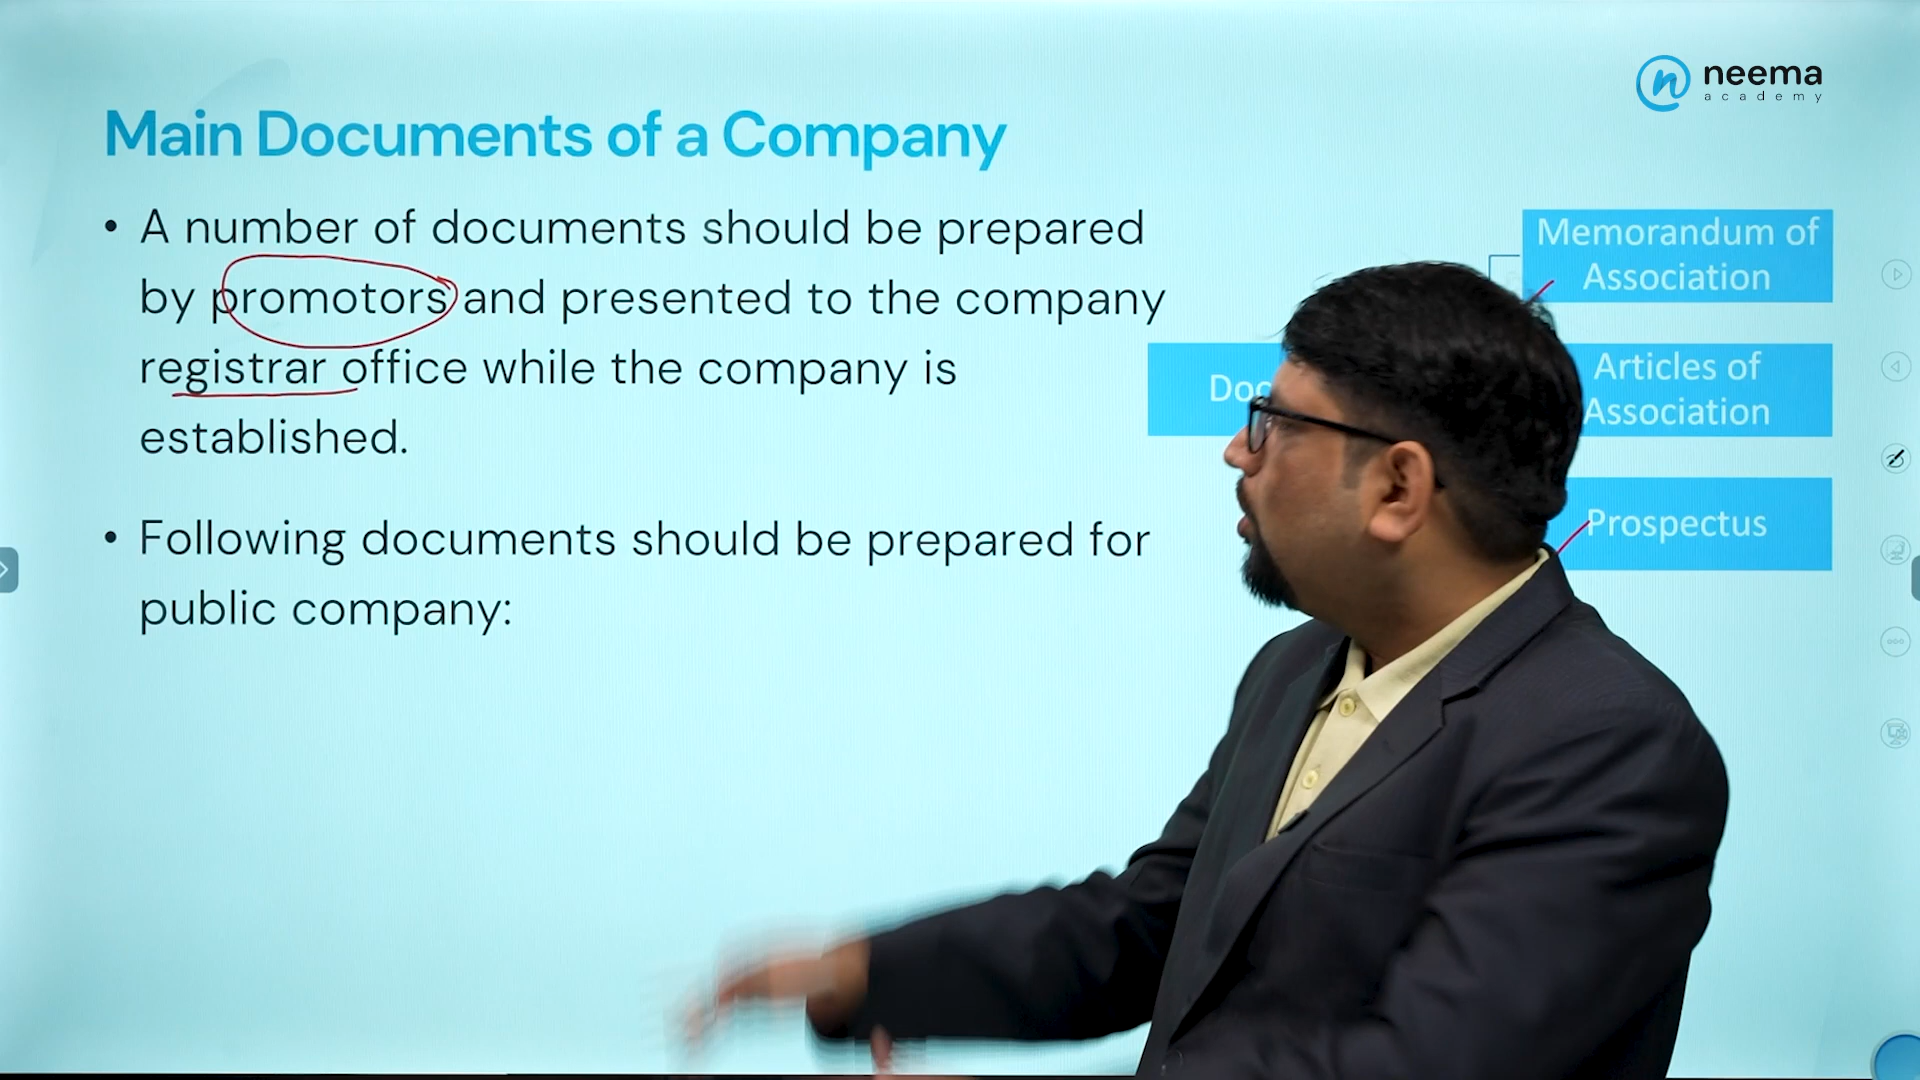 neema
academy
Main Documents of a Company
• A number of documents should be prepared
by promotors and presented to the company
registrar office while the company is
established.
• Following documents should be prepared for
public company:
Memorandum of
Association
Articles of
Association
Prospectus